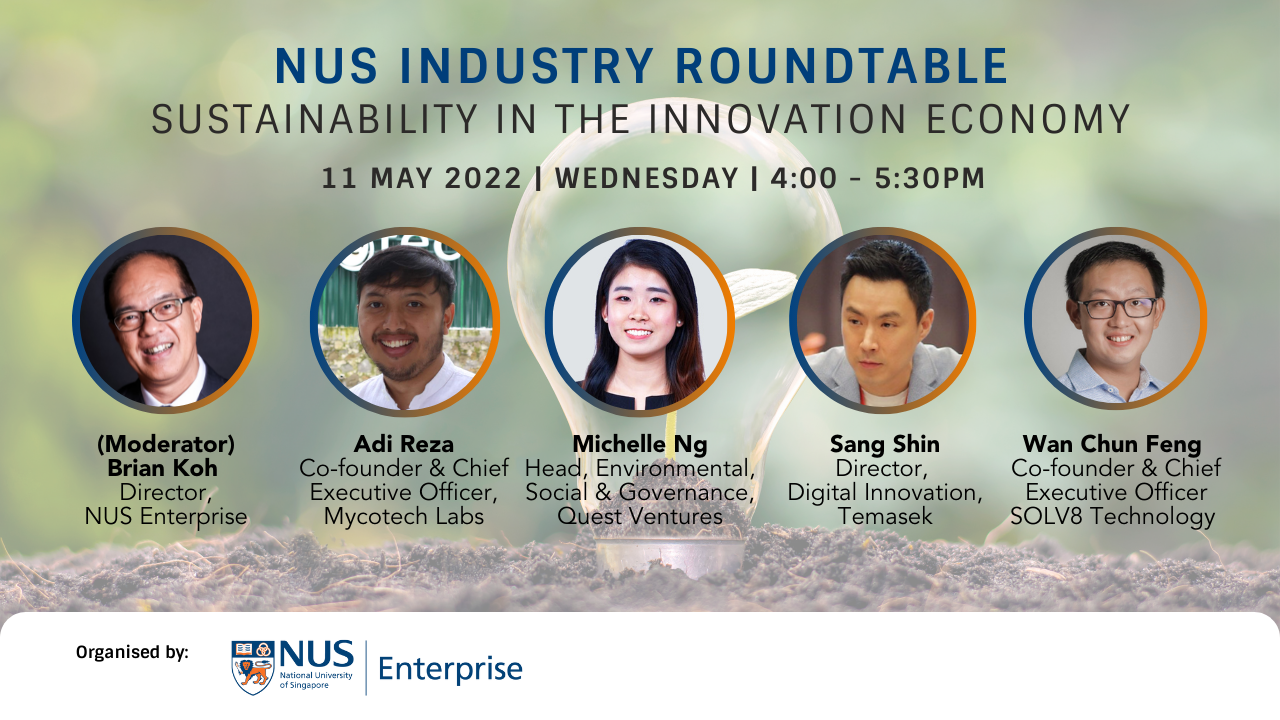 NUS INDUSTRY ROUNDTABLE
SUSTAINABILITY IN THE INNOVATION ECONOMY
11 MAY 2022 | WEDNESDAY | 4:00 - 5:30PM
(Moderator)
Brian Koh
Director,
NUS Enterprise
Adi Reza
Co-founder & Chief
Executive Officer,
Mycotech Labs
Michelle Ng
Head, Environmental,
Social & Governance,
Quest Ventures
Sang Shin
Director,
Digital Innovation,
Temasek
Wan Chun Feng
Co-founder & Chief
Executive Officer
SOLV8 Technology
Organised by:
NUS
National University
of Singapore
Enterprise